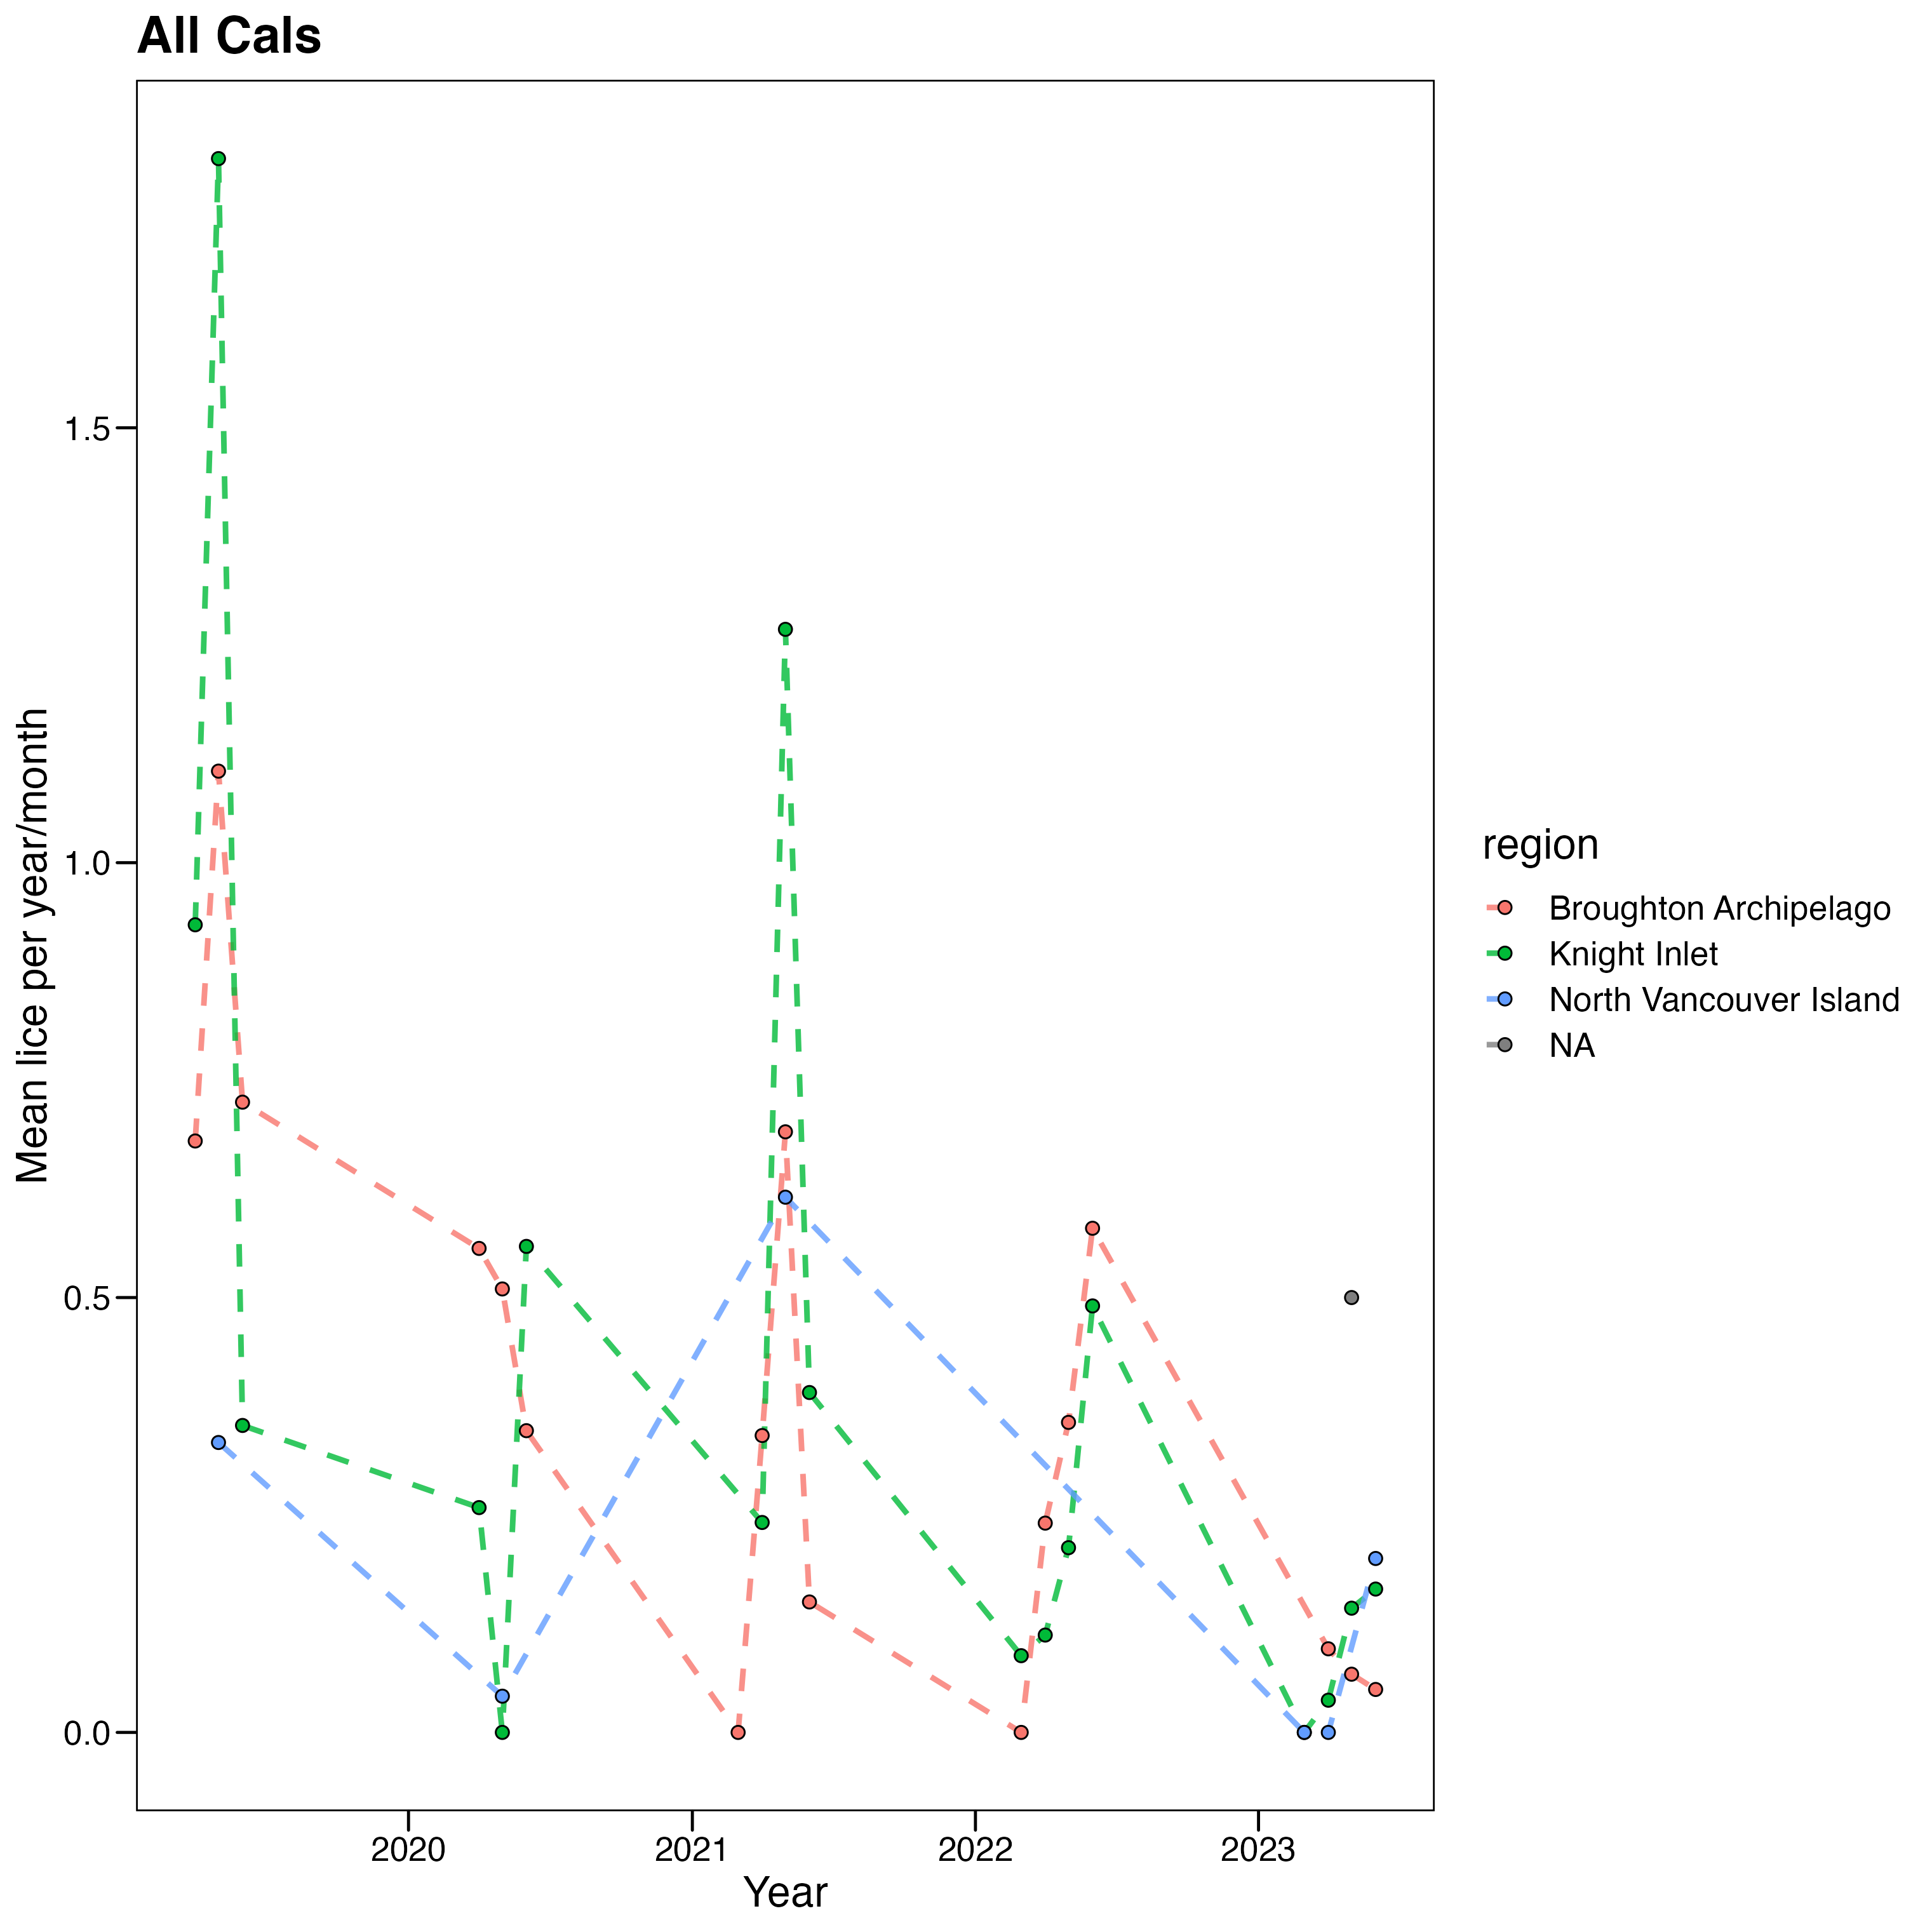 All Cals
Mean lice per year/month
1.5
1.0
0.5
0.0
2020
2021
2022
2023
Year
region
Broughton Archipelago
Knight Inlet
North Vancouver Island
NA